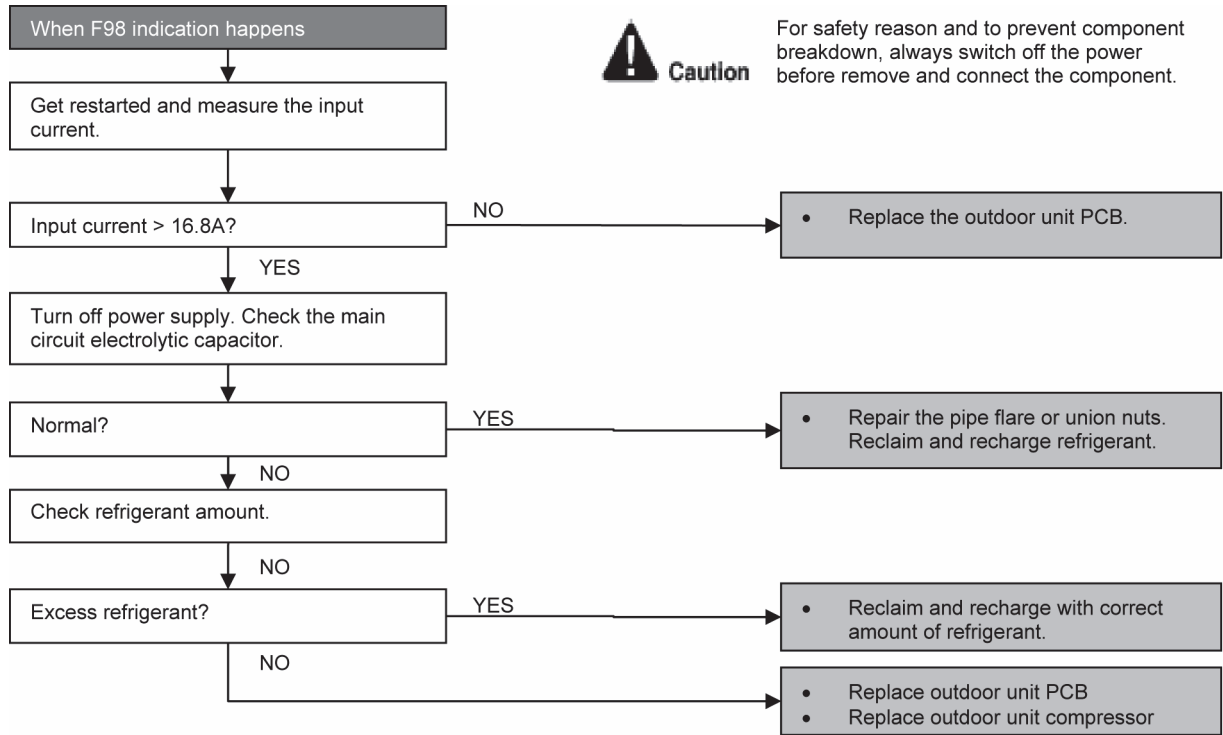 When F98 indication happens
Caution
For safety reason and to prevent component
breakdown, always switch off the power
before remove and connect the component.
Get restarted and measure the input
current.
Input current > 16.8A?
NO
• Replace the outdoor unit PCB.
YES
Turn off power supply. Check the main
circuit electrolytic capacitor.
Normal?
YES
• Repair the pipe flare or union nuts.
Reclaim and recharge refrigerant.
NO
Check refrigerant amount.
NO
Excess refrigerant?
YES
• Reclaim and recharge with correct
amount of refrigerant.
NO
• Replace outdoor unit PCB
• Replace outdoor unit compressor